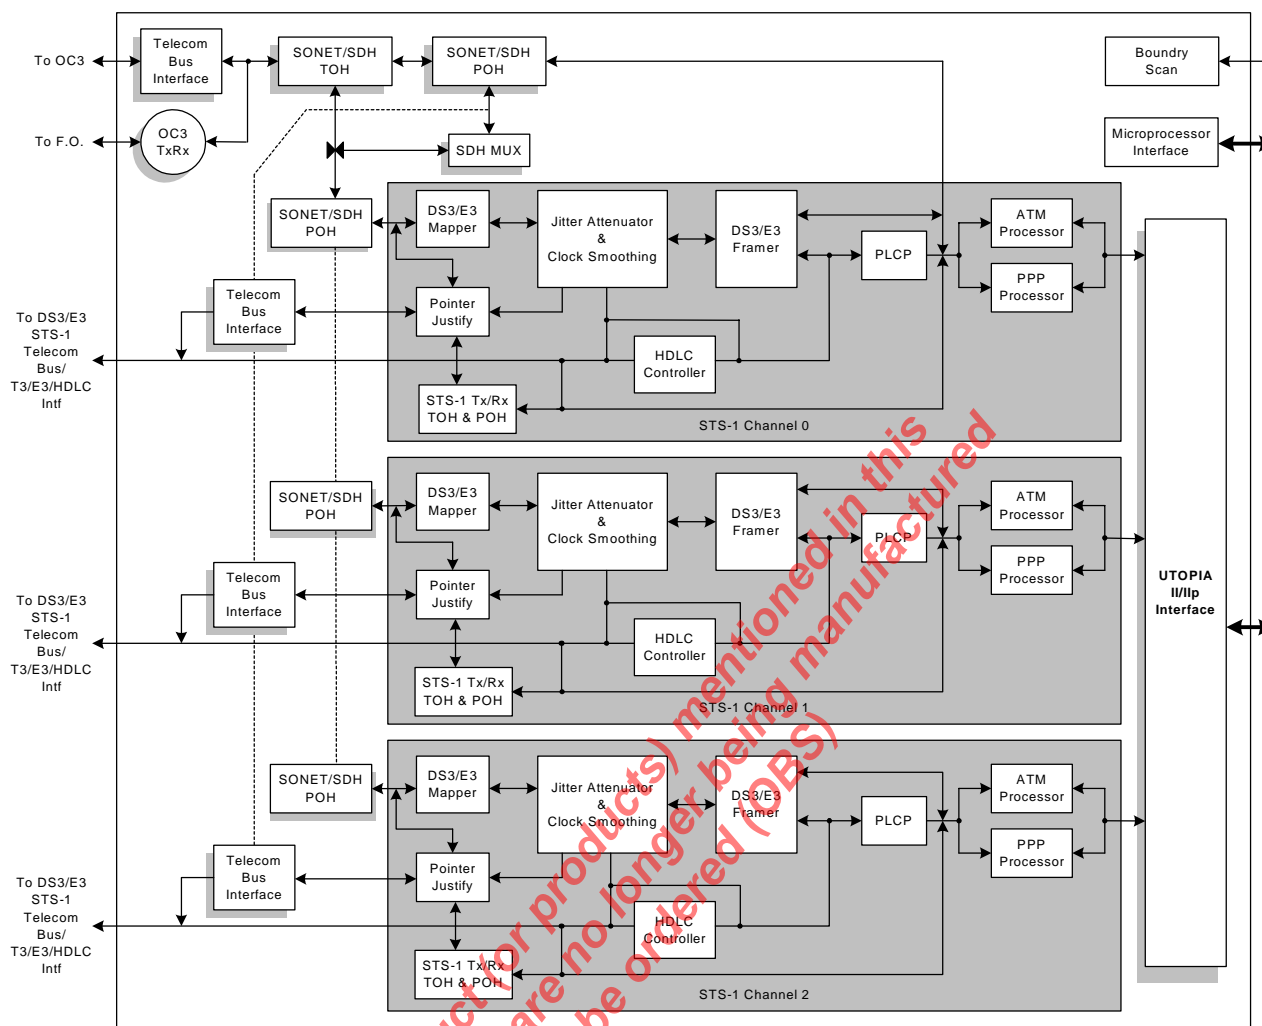 To OC3
Telecom
Bus
Interface
SONET/SDH
TOH
SONET/SDH
POH
Boundry
Scan
To F.O.
OC3
TxRx
SDH MUX
Microprocessor
Interface
SONET/SDH
POH
DS3/E3
Mapper
Jitter Attenuator
&
Clock Smoothing
DS3/E3
Framer
PLCP
ATM
Processor
PPP
Processor
To DS3/E3
STS-1
Telecom
Bus/
T3/E3/HDLC
Intf
Telecom
Bus
Interface
Pointer
Justify
HDLC
Controller
STS-1 Tx/Rx
TOH & POH
STS-1 Channel 0
SONET/SDH
POH
DS3/E3
Mapper
Jitter Attenuator
&
Clock Smoothing
DS3/E3
Framer
PLCP
ATM
Processor
PPP
Processor
To DS3/E3
STS-1
Telecom
Bus/
T3/E3/HDLC
Intf
Telecom
Bus
Interface
Pointer
Justify
HDLC
Controller
STS-1 Tx/Rx
TOH & POH
STS-1 Channel 1
UTOPIA
II/IIp
Interface
SONET/SDH
POH
DS3/E3
Mapper
Jitter Attenuator
&
Clock Smoothing
DS3/E3
Framer
PLCP
ATM
Processor
PPP
Processor
To DS3/E3
STS-1
Telecom
Bus/
T3/E3/HDLC
Intf
Telecom
Bus
Interface
Pointer
Justify
HDLC
Controller
STS-1 Tx/Rx
TOH & POH
STS-1 Channel 2
(or products) mentioned in this
are no longer being manufactured
be ordered (OBS)